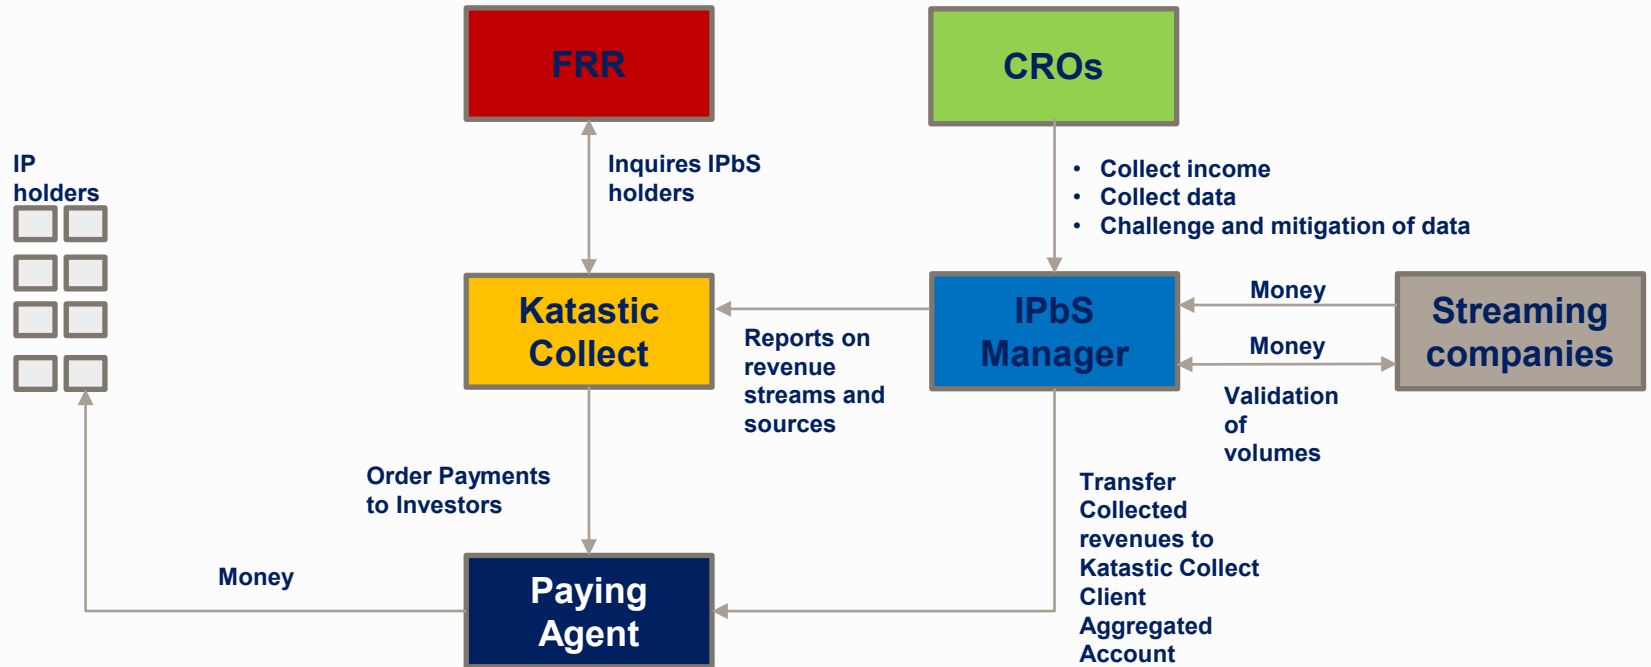 FRR
CROs
IP
holders
Inquires IPbS
holders
• Collect income
• Collect data
• Challenge and mitigation of data
Katastic
Collect
Reports on
revenue
streams and
sources
IPbS
Manager
Money
Money
Validation
of
volumes
Streaming
companies
Order Payments
to Investors
Transfer
Collected
revenues to
Katastic Collect
Client
Aggregated
Account
Money
Paying
Agent